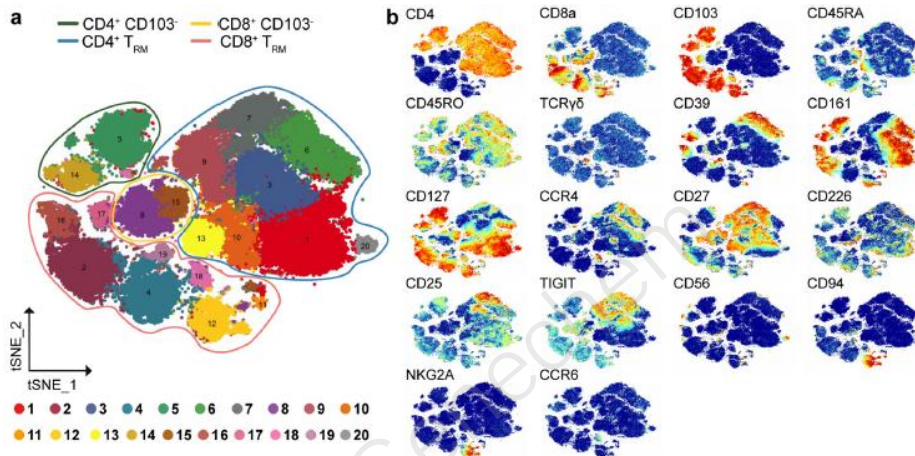 a
CD4⁺ CD103⁻
CD8⁺ CD103⁻
CD4⁺ TRM
CD8⁺ TRM
7
5
6
9
14
3
16
17
8
15
2
13
10
1
20
19
4
18
12
tSNE_2
tSNE_1
1 2 3 4 5 6 7 8 9 10
11 12 13 14 15 16 17 18 19 20
b
CD4 CD8a CD103 CD45RA
CD45RO TCRγδ CD39 CD161
CD127 CCR4 CD27 CD226
CD25 TIGIT CD56 CD94
NKG2A CCR6